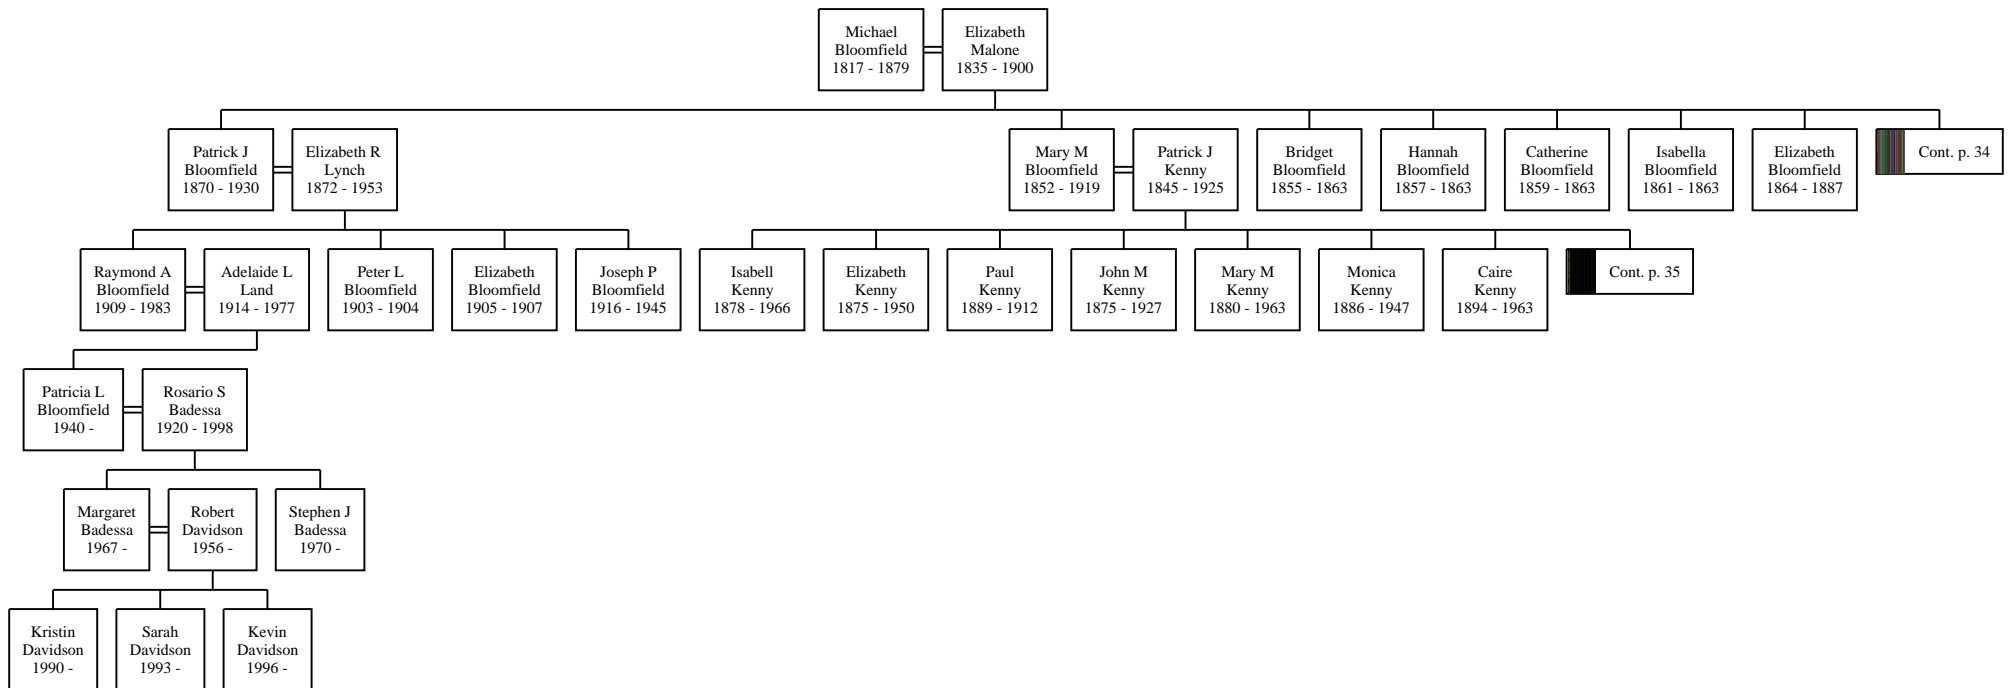 Michael
Bloomfield
1817 - 1879
Elizabeth
Malone
1835 - 1900
Patrick J
Bloomfield
1870 - 1930
Elizabeth R
Lynch
1872 - 1953
Mary M
Bloomfield
1852 - 1919
Patrick J
Kenny
1845 - 1925
Bridget
Bloomfield
1855 - 1863
Hannah
Bloomfield
1857 - 1863
Catherine
Bloomfield
1859 - 1863
Isabella
Bloomfield
1861 - 1863
Elizabeth
Bloomfield
1864 - 1887
Cont. p. 34
Raymond A
Bloomfield
1909 - 1983
Adelaide L
Land
1914 - 1977
Peter L
Bloomfield
1903 - 1904
Elizabeth
Bloomfield
1905 - 1907
Joseph P
Bloomfield
1916 - 1945
Isabell
Kenny
1878 - 1966
Elizabeth
Kenny
1875 - 1950
Paul
Kenny
1889 - 1912
John M
Kenny
1875 - 1927
Mary M
Kenny
1880 - 1963
Monica
Kenny
1886 - 1947
Caire
Kenny
1894 - 1963
Cont. p. 35
Patricia L
Bloomfield
1940 -
Rosario S
Badessa
1920 - 1998
Margaret
Badessa
1967 -
Robert
Davidson
1956 -
Stephen J
Badessa
1970 -
Kristin
Davidson
1990 -
Sarah
Davidson
1993 -
Kevin
Davidson
1996 -